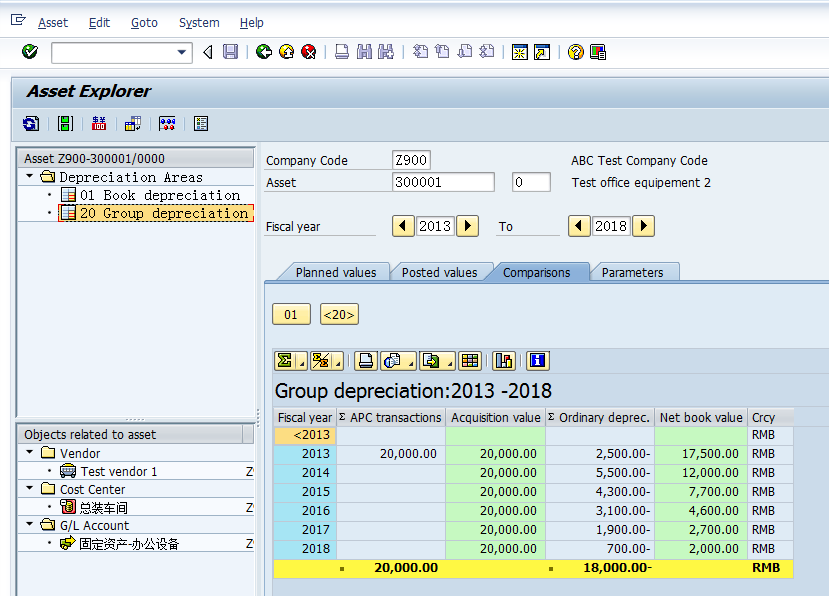 Asset Edit Goto System Help
Asset Explorer
Asset Z900-300001/0000
Depreciation Areas
01 Book depreciation
20 Group depreciation
Company Code Z900 ABC Test Company Code
Asset 300001 0 Test office equipement 2
Fiscal year 2013 To 2018
Planned values Posted values Comparisons Parameters
01 <20>
Group depreciation:2013 -2018
Fiscal year Σ APC transactions Acquisition value Σ Ordinary deprec. Net book value Crcy
<2013 RMB
2013 20,000.00 20,000.00 2,500.00- 17,500.00 RMB
2014 20,000.00 5,500.00- 12,000.00 RMB
2015 20,000.00 4,300.00- 7,700.00 RMB
2016 20,000.00 3,100.00- 4,600.00 RMB
2017 20,000.00 1,900.00- 2,700.00 RMB
2018 20,000.00 700.00- 2,000.00 RMB
20,000.00 18,000.00- RMB
Objects related to asset
Vendor
Test vendor 1 Z
Cost Center
总装车间 Z
G/L Account
固定资产-办公设备 Z